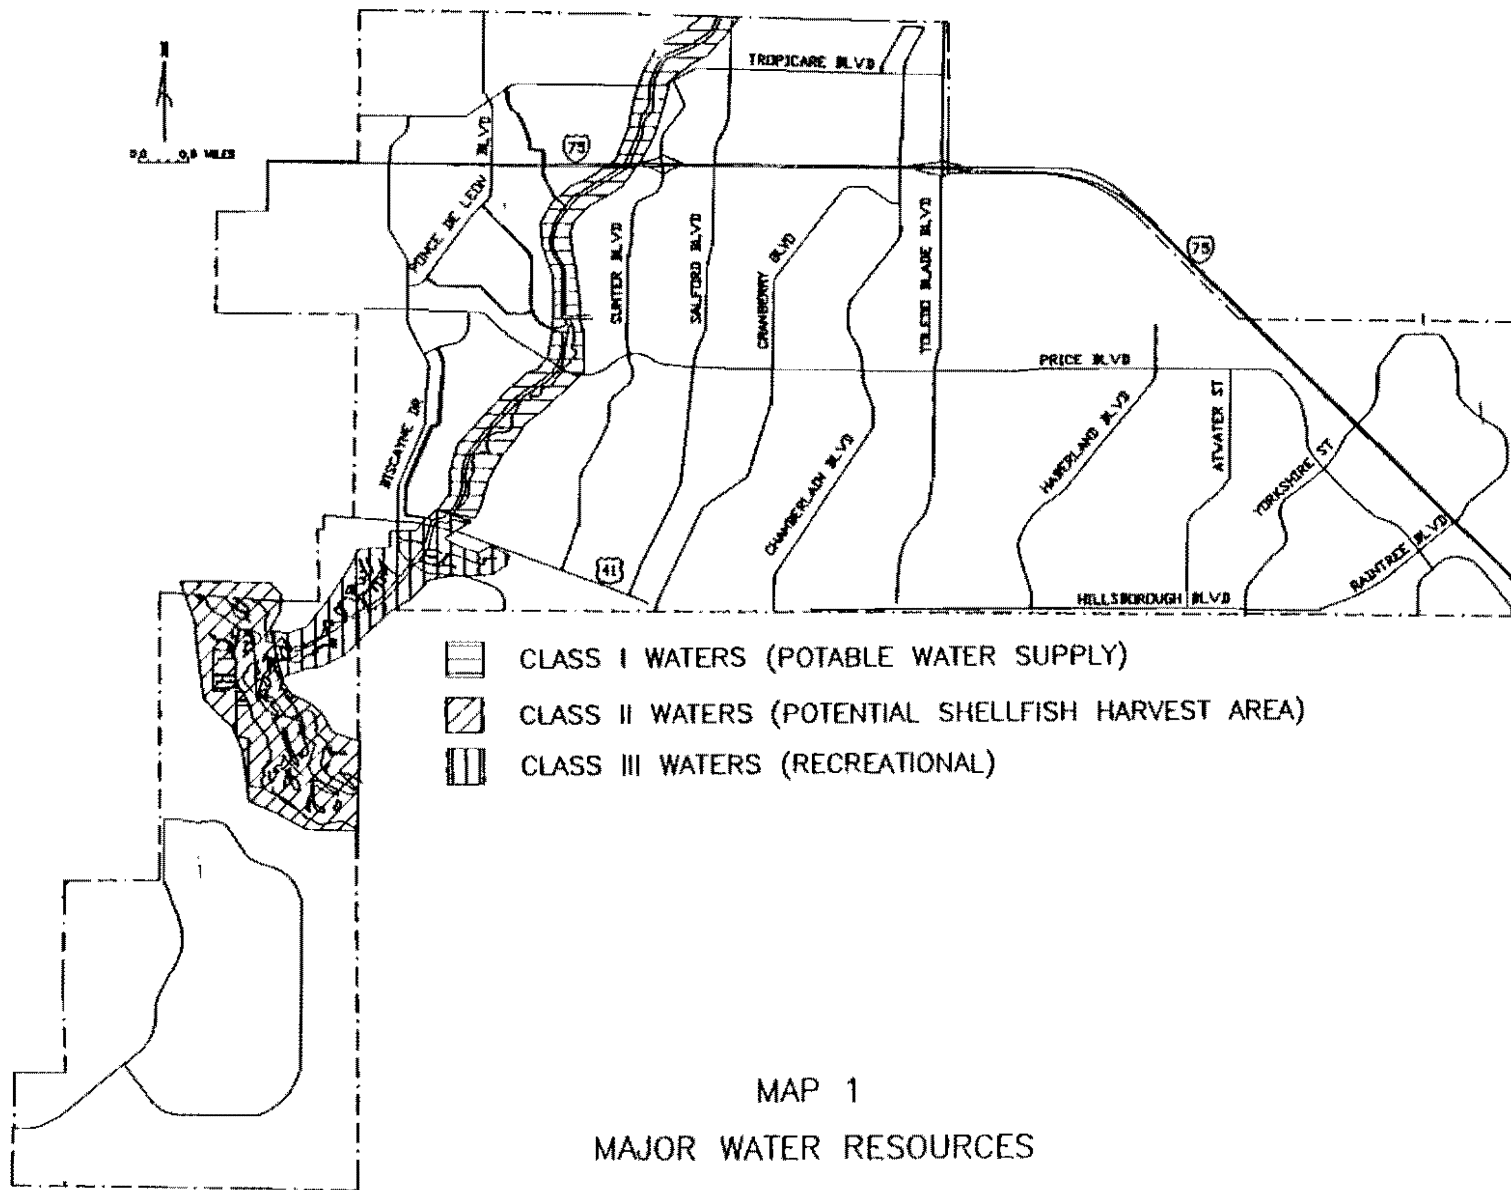 N
TROPICARE BLVD
75
PONCE DE LEON BLVD
SUMTER BLVD
SALFORD BLVD
CRANBERRY BLVD
TOLEDO BLADE BLVD
75
PRICE BLVD
BISCAYNE DR
CHAMBERLAIN BLVD
HABERLAND BLVD
ATWATER ST
YORKSHIRE ST
RAINTREE BLVD
41
HILLSBOROUGH BLVD
CLASS I WATERS (POTABLE WATER SUPPLY)
CLASS II WATERS (POTENTIAL SHELLFISH HARVEST AREA)
CLASS III WATERS (RECREATIONAL)
MAP 1
MAJOR WATER RESOURCES